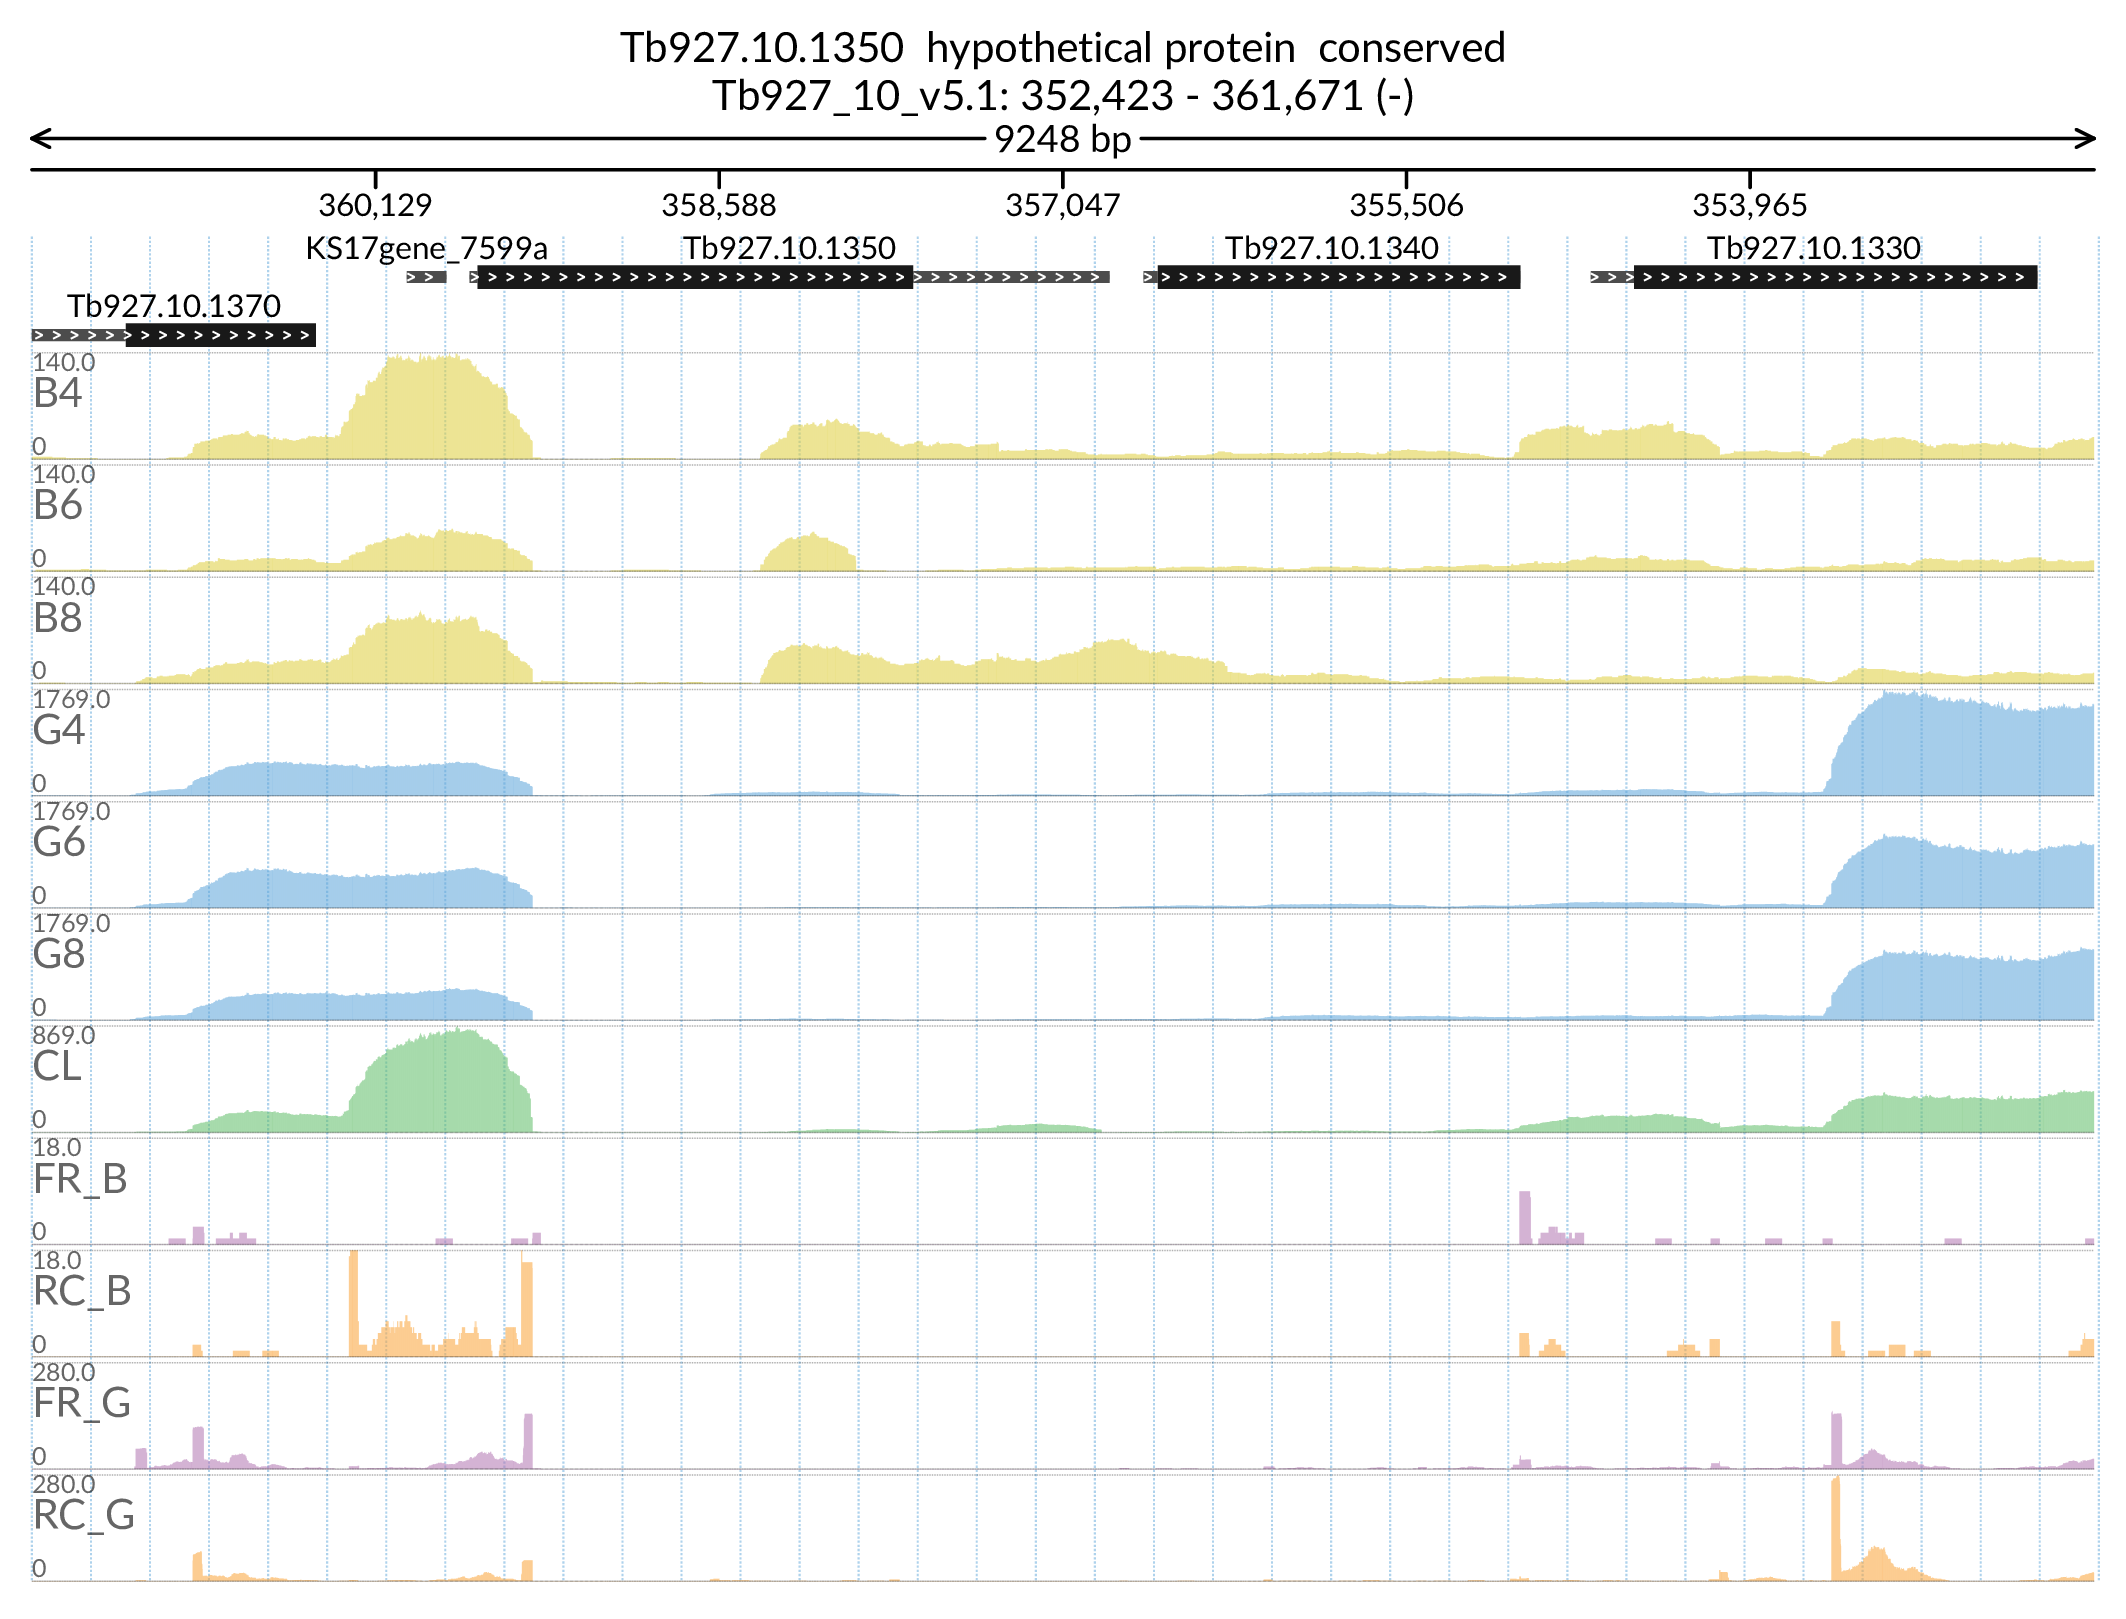 Tb927.10.1350  hypothetical protein  conserved
Tb927_10_v5.1: 352,423 - 361,671 (-)
9248 bp
360,129 358,588 357,047 355,506 353,965
KS17gene_7599a Tb927.10.1350 Tb927.10.1340 Tb927.10.1330
Tb927.10.1370
140.0
B4
0
140.0
B6
0
140.0
B8
0
1769.0
G4
0
1769.0
G6
0
1769.0
G8
0
869.0
CL
0
18.0
FR_B
0
18.0
RC_B
0
280.0
FR_G
0
280.0
RC_G
0